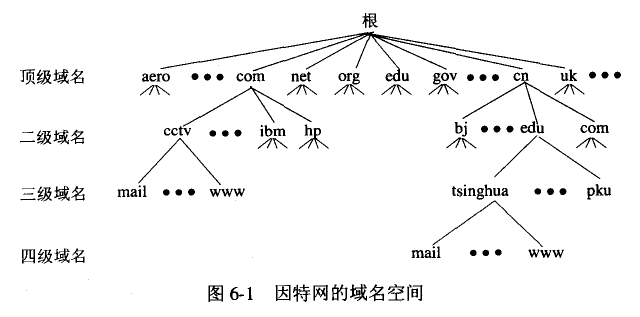 根
顶级域名 aero ●●● com net org edu gov ●●● cn uk ●●●
二级域名 cctv ●●● ibm hp bj ●●● edu com
三级域名 mail ●●● www tsinghua ●●● pku
四级域名 mail ●●● www
图 6-1 因特网的域名空间